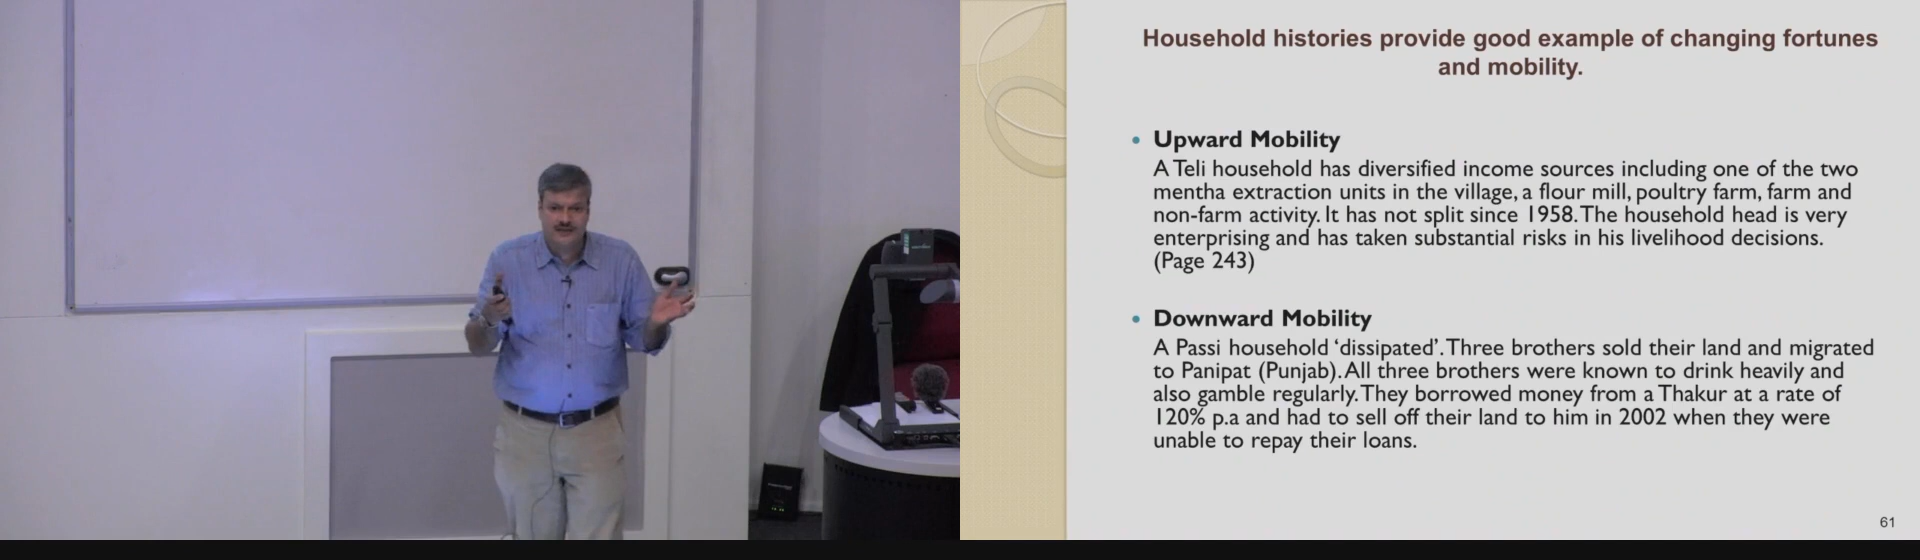 Household histories provide good example of changing fortunes
and mobility.
• Upward Mobility
A Teli household has diversified income sources including one of the two
mentha extraction units in the village, a flour mill, poultry farm, farm and
non-farm activity. It has not split since 1958. The household head is very
enterprising and has taken substantial risks in his livelihood decisions.
(Page 243)
• Downward Mobility
A Passi household ‘dissipated’. Three brothers sold their land and migrated
to Panipat (Punjab). All three brothers were known to drink heavily and
also gamble regularly. They borrowed money from a Thakur at a rate of
120% p.a and had to sell off their land to him in 2002 when they were
unable to repay their loans.
61